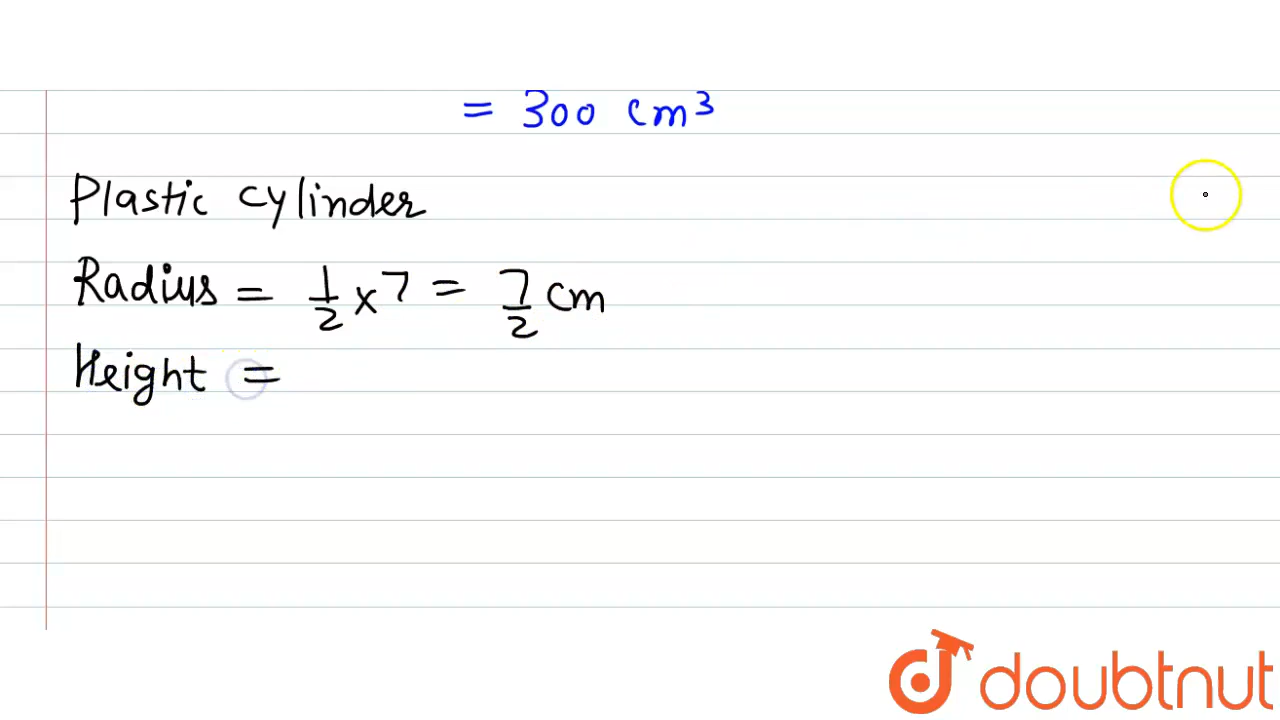 = 300 cm³
Plastic cylinder
Radius = 1/2 x 7 = 7/2 cm
Height =
doubtnut